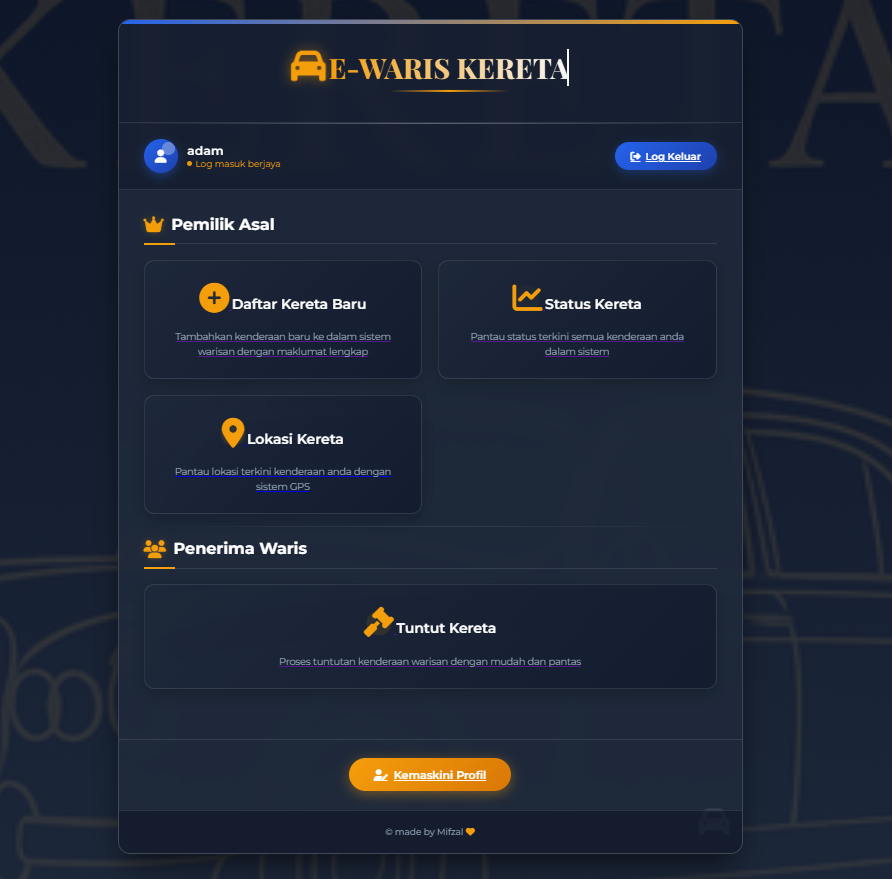 E-WARIS KERETA
adam
Log masuk berjaya
Log Keluar
Pemilik Asal
Daftar Kereta Baru
Tambahkan kenderaan baru ke dalam sistem
warisan dengan maklumat lengkap
Status Kereta
Pantau status terkini semua kenderaan anda
dalam sistem
Lokasi Kereta
Pantau lokasi terkini kenderaan anda dengan
sistem GPS
Penerima Waris
Tuntut Kereta
Proses tuntutan kenderaan warisan dengan mudah dan pantas
Kemaskini Profil
© made by Mifzal